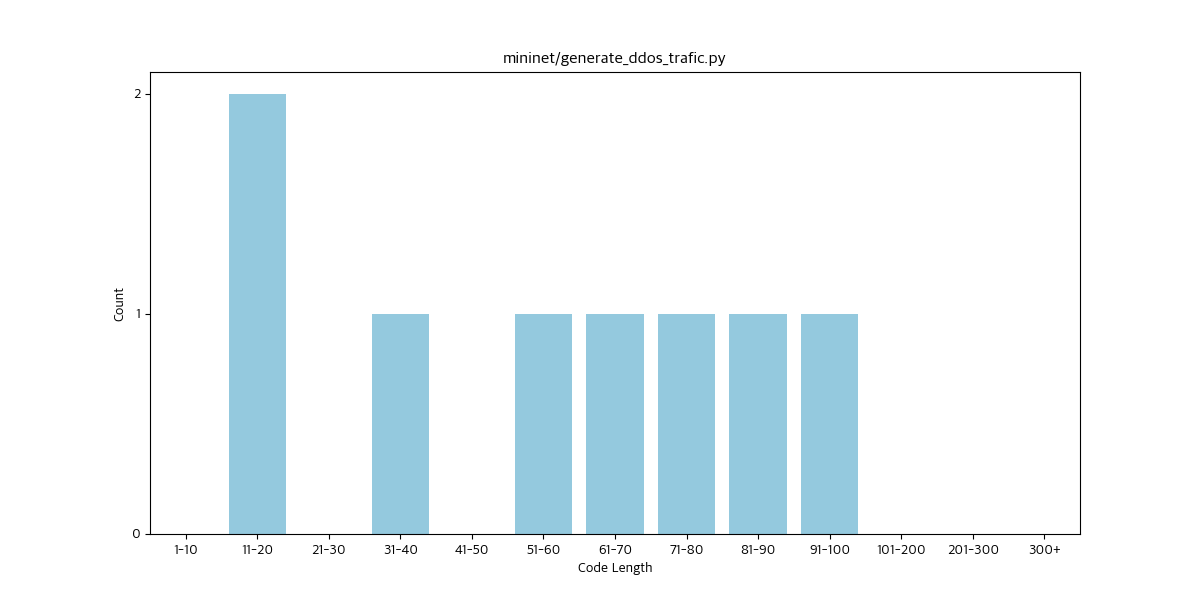 mininet/generate_ddos_trafic.py
Count
2
1
0
1-10 11-20 21-30 31-40 41-50 51-60 61-70 71-80 81-90 91-100 101-200 201-300 300+
Code Length